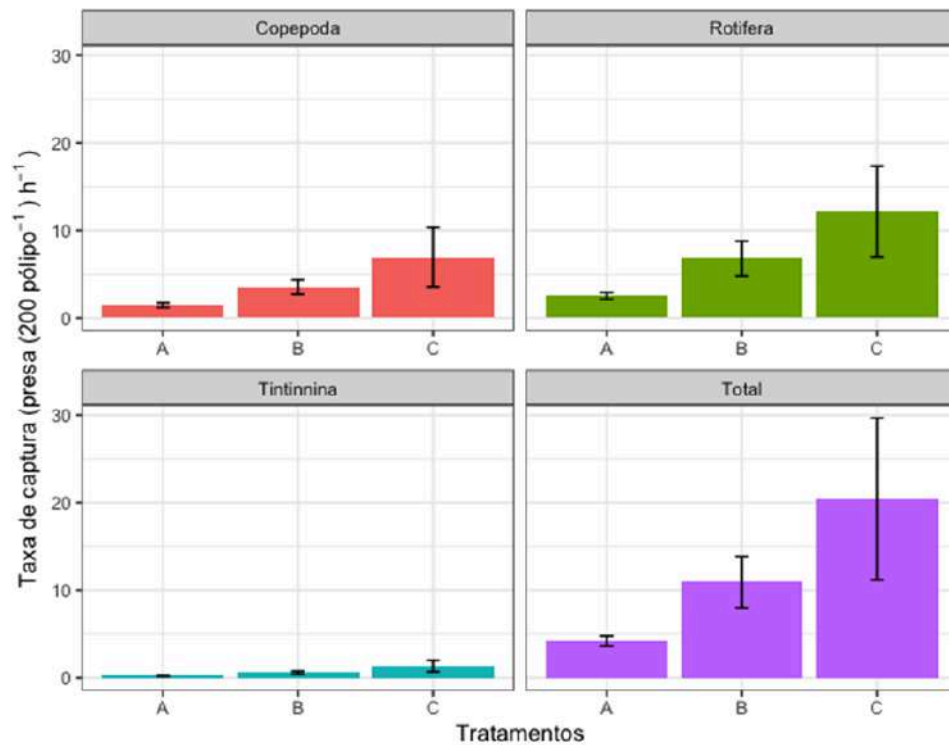 Copepoda
Rotifera
30
20
10
0
A
B
C
A
B
C
Tintinnina
Total
30
20
10
0
A
B
C
A
B
C
Taxa de captura (presa (200 pólipo⁻¹ ) h⁻¹ )
Tratamentos